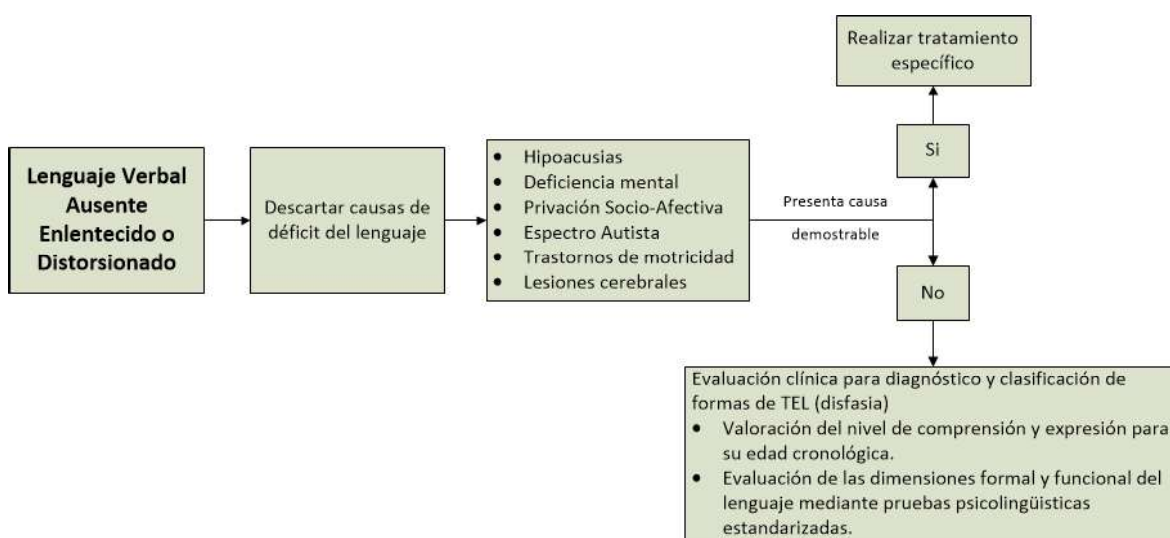 Realizar tratamiento
específico
Si
Lenguaje Verbal
Ausente
Enlentecido o
Distorsionado
Descartar causas de
déficit del lenguaje
• Hipoacusias
• Deficiencia mental
• Privación Socio-Afectiva
• Espectro Autista
• Trastornos de motricidad
• Lesiones cerebrales
Presenta causa
demostrable
No
Evaluación clínica para diagnóstico y clasificación de
formas de TEL (disfasia)
• Valoración del nivel de comprensión y expresión para
su edad cronológica.
• Evaluación de las dimensiones formal y funcional del
lenguaje mediante pruebas psicolingüisticas
estandarizadas.